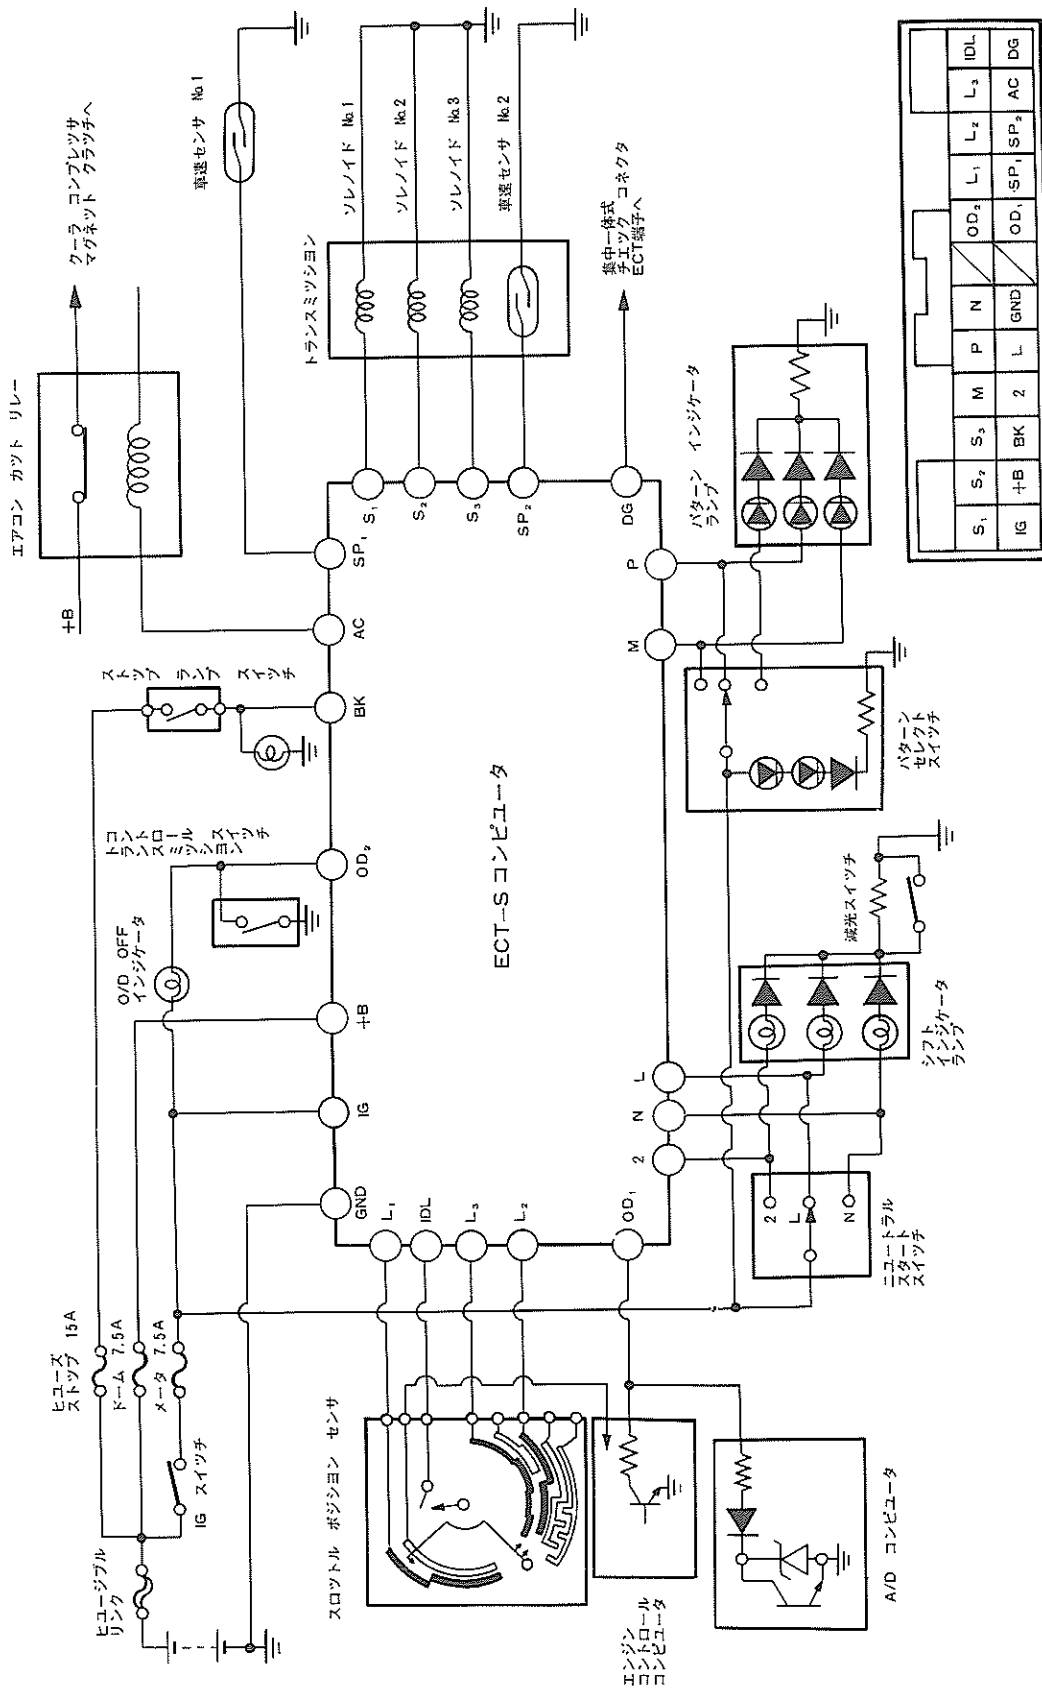 ヒューズ
ストップ 15A
ドーム 7.5A
メータ 7.5A
ヒュージブル
リンク
IG スイッチ
O/D OFF
インジケータ
トランスミッション
コントロール スイッチ
ストップ ランプ スイッチ
エアコン カット リレー
+B
クーラ コンプレッサ
マグネット クラッチへ
車速センサ No.1
GND
IG
+B
OD₂
BK
AC
SP₁
L₁
IDL
L₃
L₂
OD₁
ECT-Sコンピュータ
S₁
S₂
S₃
SP₂
DG
トランスミッション
ソレノイド No.1
ソレノイド No.2
ソレノイド No.3
車速センサ No.2
集中一体式
チェック コネクタ
ECT端子へ
2
N
L
M
P
スロットル ポジション センサ
エンジン
コントロール
コンピュータ
A/D コンピュータ
2
L
N
ニュートラル
スタート
スイッチ
シフト
インジケータ
ランプ
減光スイッチ
パターン
セレクト
スイッチ
パターン インジケータ
ランプ
S₁ S₂ S₃ M P N OD₂ L₁ L₂ L₃ IDL
IG +B BK 2 L GND OD₁ SP₁ SP₂ AC DG